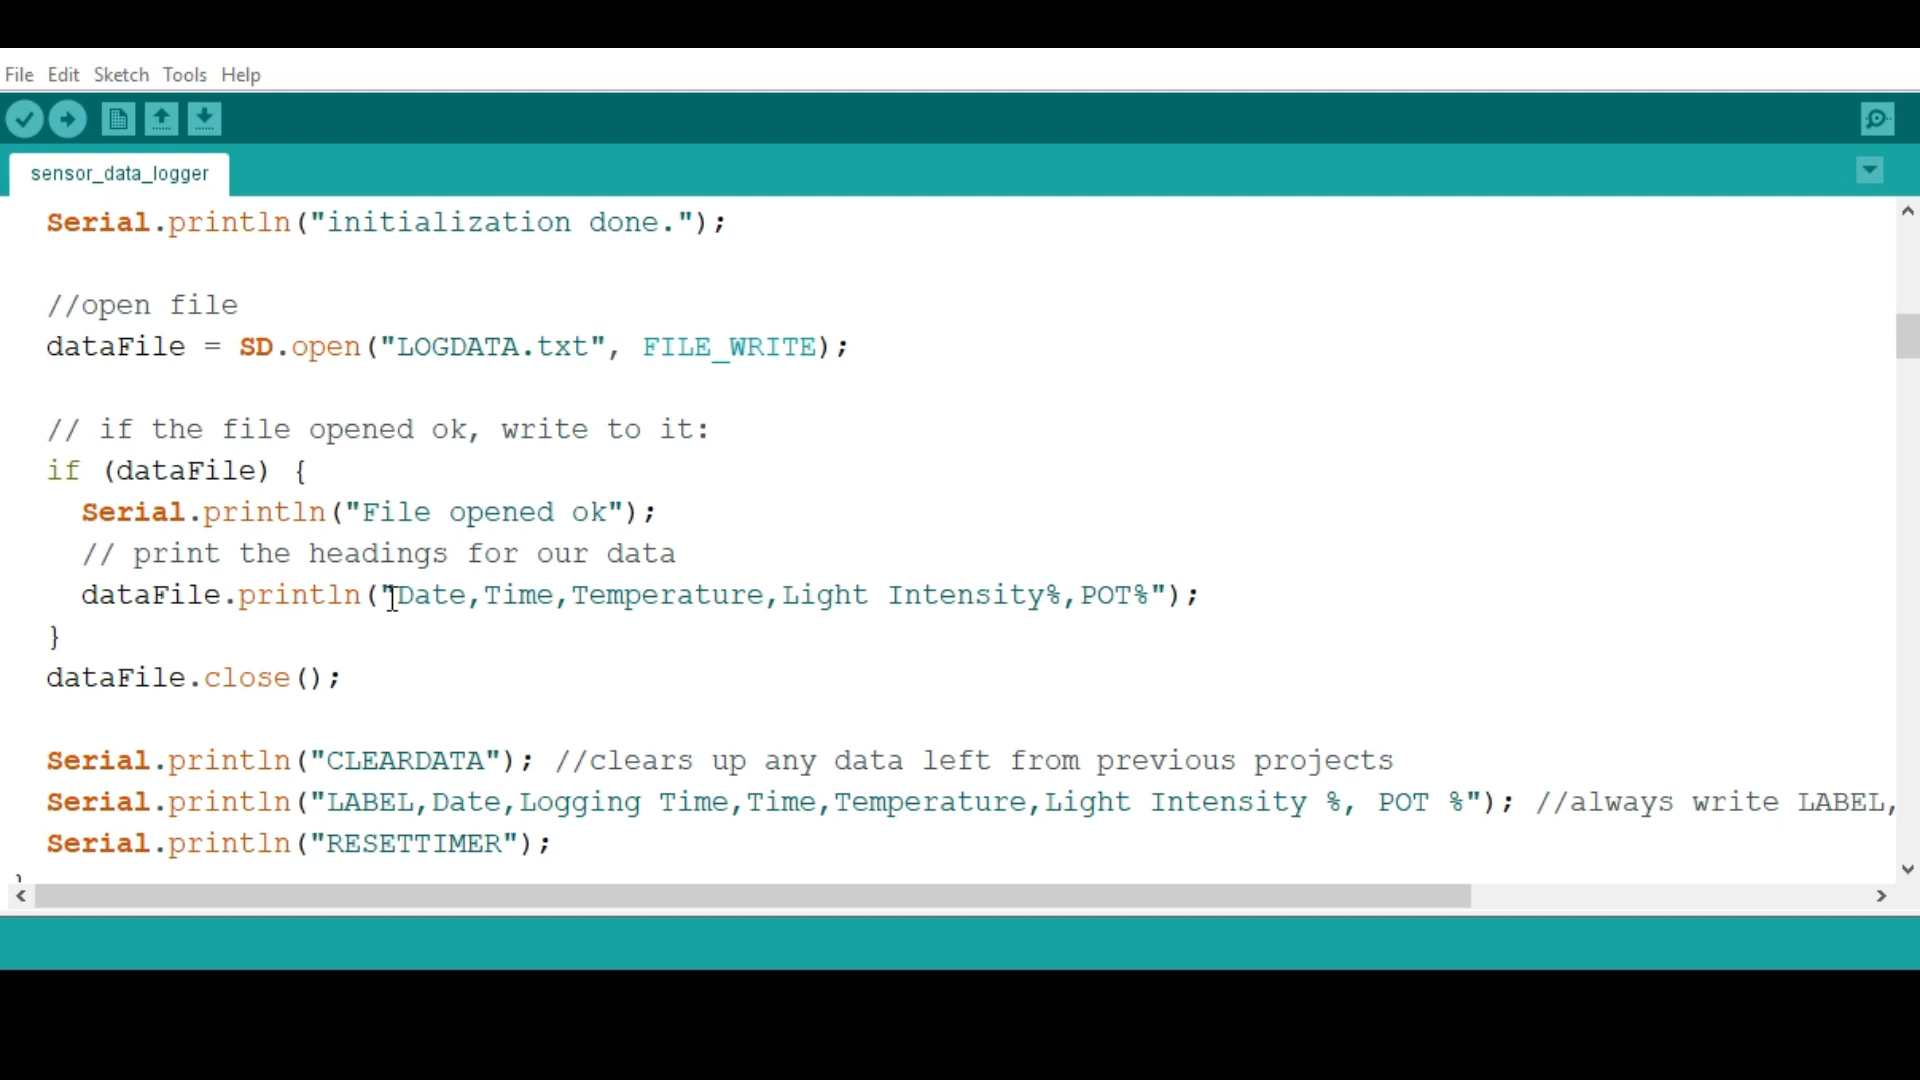 File Edit Sketch Tools Help
sensor_data_logger
Serial.println("initialization done.");
//open file
dataFile = SD.open("LOGDATA.txt", FILE_WRITE);
// if the file opened ok, write to it:
if (dataFile) {
Serial.println("File opened ok");
// print the headings for our data
dataFile.println("Date,Time,Temperature,Light Intensity%,POT%");
}
dataFile.close();
Serial.println("CLEARDATA"); //clears up any data left from previous projects
Serial.println("LABEL,Date,Logging Time,Time,Temperature,Light Intensity %, POT %"); //always write LABEL,
Serial.println("RESETTIMER");